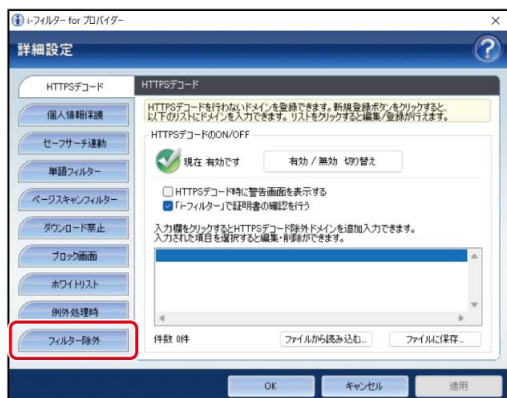 i-フィルター for プロバイダー
詳細設定
?
HTTPSデコード
個人情報保護
セーフサーチ連動
単語フィルター
ページスキャンフィルター
ダウンロード禁止
ブロック画面
ホワイトリスト
例外処理時
フィルター除外
HTTPSデコード
HTTPSデコードを行わないドメインを登録できます。新規登録ボタンをクリックすると、
以下のリストにドメインを入力できます。リストをクリックすると編集/登録が行えます。
HTTPSデコードのON/OFF
現在 有効です
有効 / 無効 切り替え
HTTPSデコード時に警告画面を表示する
「i-フィルター」で証明書の確認を行う
入力欄をクリックするとHTTPSデコード除外ドメインを追加入力できます。
入力された項目を選択すると編集・削除ができます。
件数 0件
ファイルから読み込む...
ファイルに保存...
OK
キャンセル
適用